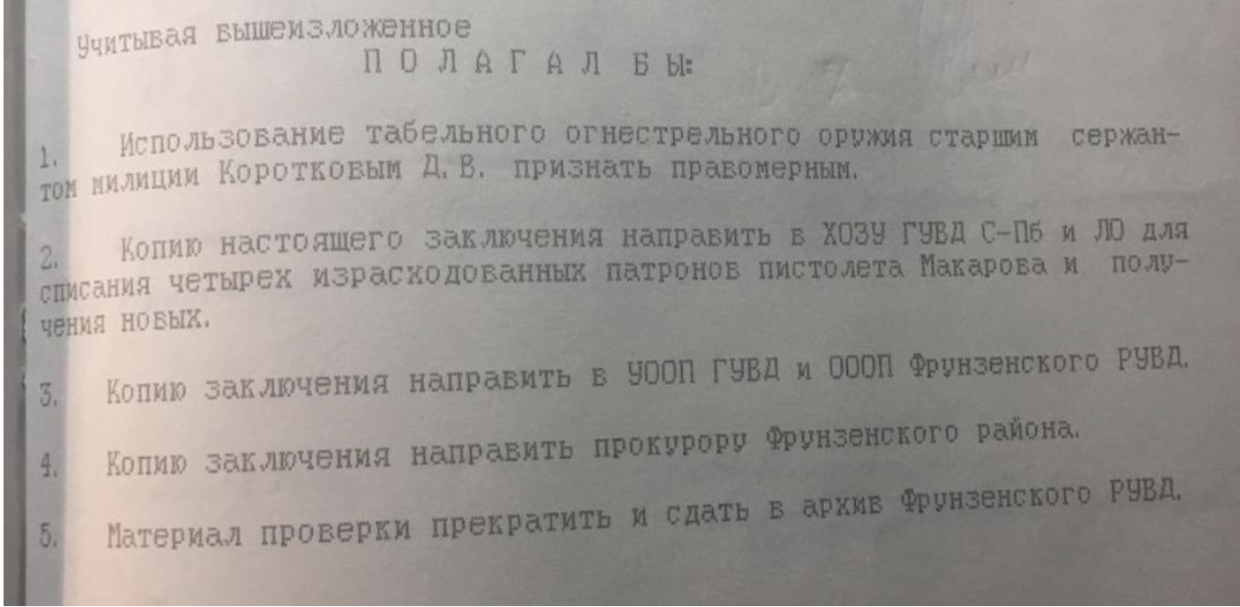 Учитывая вышеизложенное
П О Л А Г А Л Б Ы:
1. Использование табельного огнестрельного оружия старшим сержан-
том милиции Коротковым Д.В. признать правомерным.
2. Копию настоящего заключения направить в ХОЗУ ГУВД С-Пб и ЛО для
списания четырех израсходованных патронов пистолета Макарова и полу-
чения новых.
3. Копию заключения направить в УООП ГУВД и ОООП Фрунзенского РУВД.
4. Копию заключения направить прокурору Фрунзенского района.
5. Материал проверки прекратить и сдать в архив Фрунзенского РУВД.